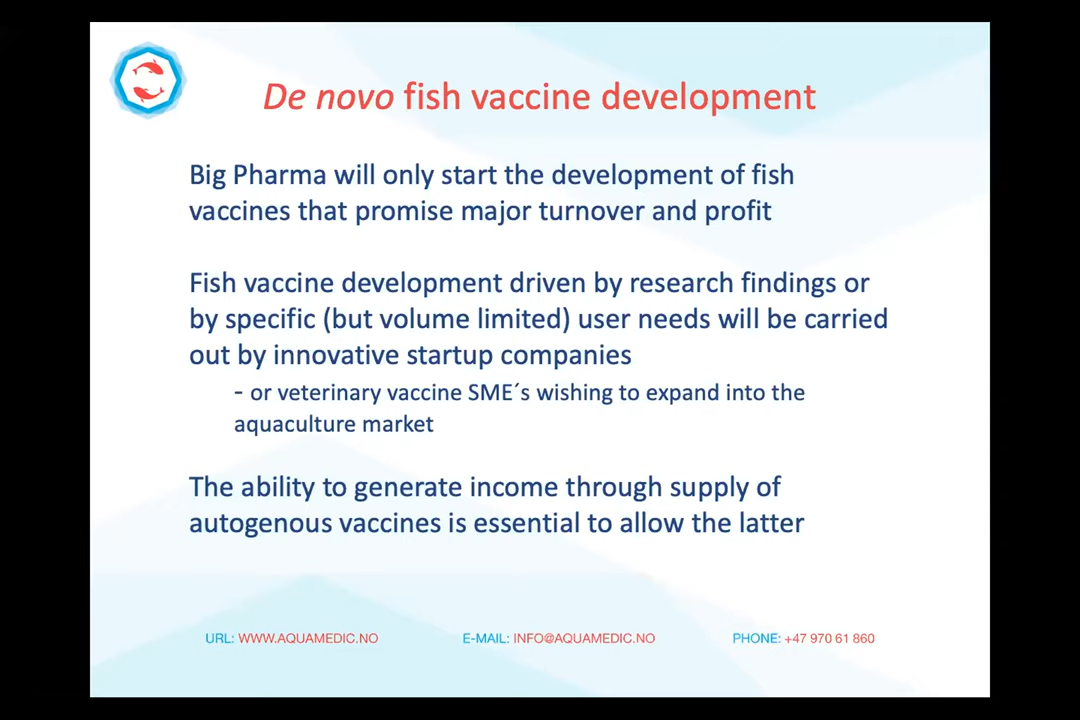 De novo fish vaccine development
Big Pharma will only start the development of fish
vaccines that promise major turnover and profit
Fish vaccine development driven by research findings or
by specific (but volume limited) user needs will be carried
out by innovative startup companies
- or veterinary vaccine SME´s wishing to expand into the
aquaculture market
The ability to generate income through supply of
autogenous vaccines is essential to allow the latter
URL: WWW.AQUAMEDIC.NO E-MAIL: INFO@AQUAMEDIC.NO PHONE: +47 970 61 860